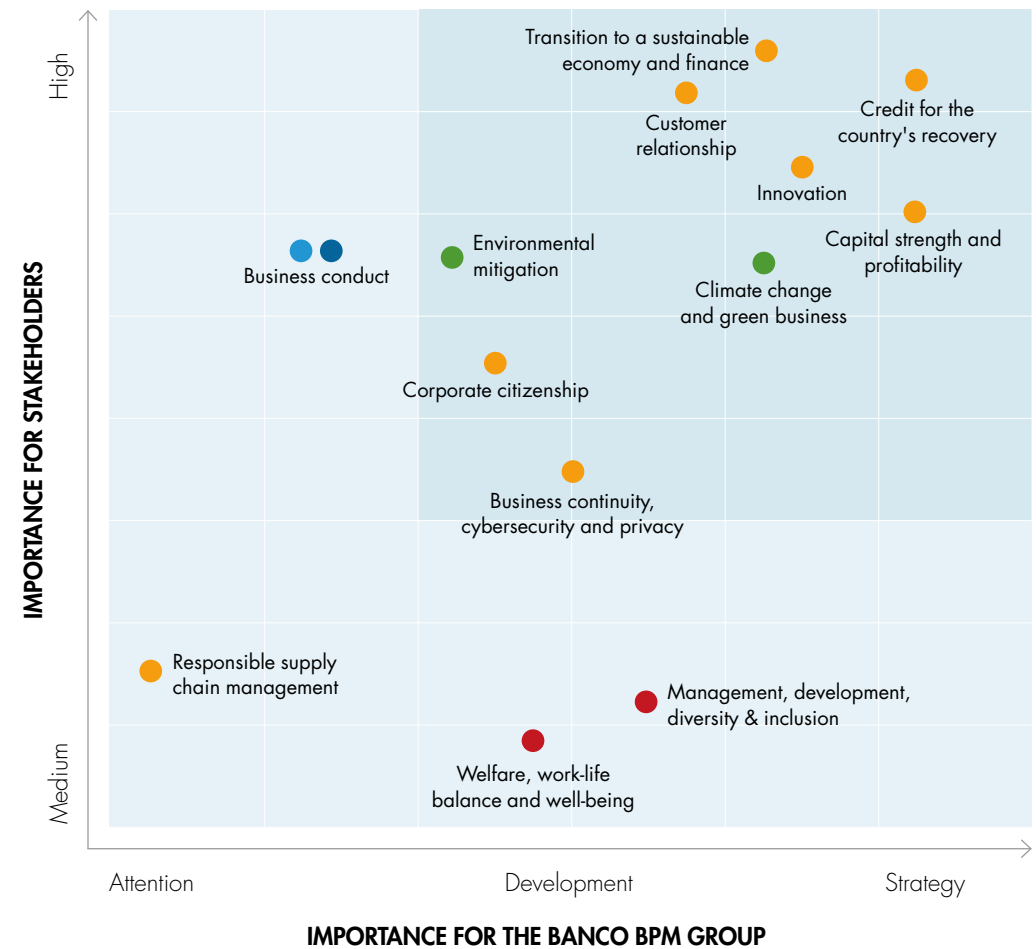 High
Transition to a sustainable
economy and finance
Customer
relationship
Credit for the
country's recovery
Innovation
Capital strength and
profitability
Business conduct
Environmental
mitigation
Climate change
and green business
Corporate citizenship
Business continuity,
cybersecurity and privacy
IMPORTANCE FOR STAKEHOLDERS
Responsible supply
chain management
Management, development,
diversity & inclusion
Welfare, work-life
balance and well-being
Medium
Attention
Development
Strategy
IMPORTANCE FOR THE BANCO BPM GROUP